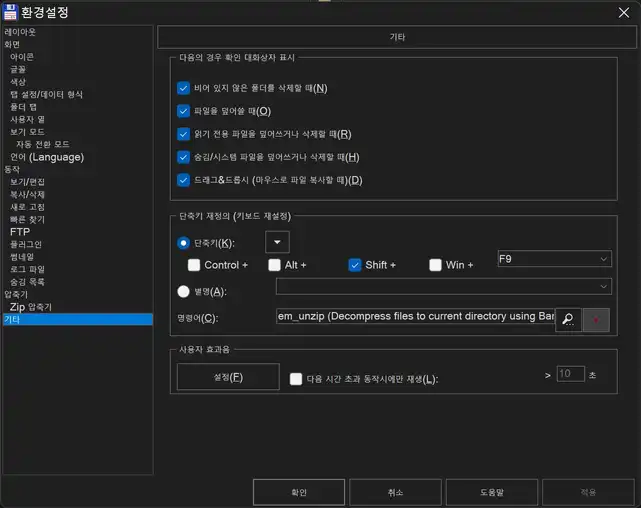 환경설정
레이아웃
화면
아이콘
글꼴
색상
탭 설정/데이터 형식
폴더 탭
사용자 열
보기 모드
자동 전환 모드
언어 (Language)
동작
보기/편집
복사/삭제
새로 고침
빠른 찾기
FTP
플러그인
썸네일
로그 파일
숨김 목록
압축기
Zip 압축기
기타
기타
다음의 경우 확인 대화상자 표시
비어 있지 않은 폴더를 삭제할 때(N)
파일을 덮어쓸 때(O)
읽기 전용 파일을 덮어쓰거나 삭제할 때(R)
숨김/시스템 파일을 덮어쓰거나 삭제할 때(H)
드래그&드롭시 (마우스로 파일 복사할 때)(D)
단축키 재정의 (키보드 재설정)
단축키(K):
Control + Alt + Shift + Win + F9
별명(A):
명령어(C): em_unzip (Decompress files to current directory using Ban
사용자 효과음
설정(F) 다음 시간 초과 동작시에만 재생(L): > 10 초
확인 취소 도움말 적용